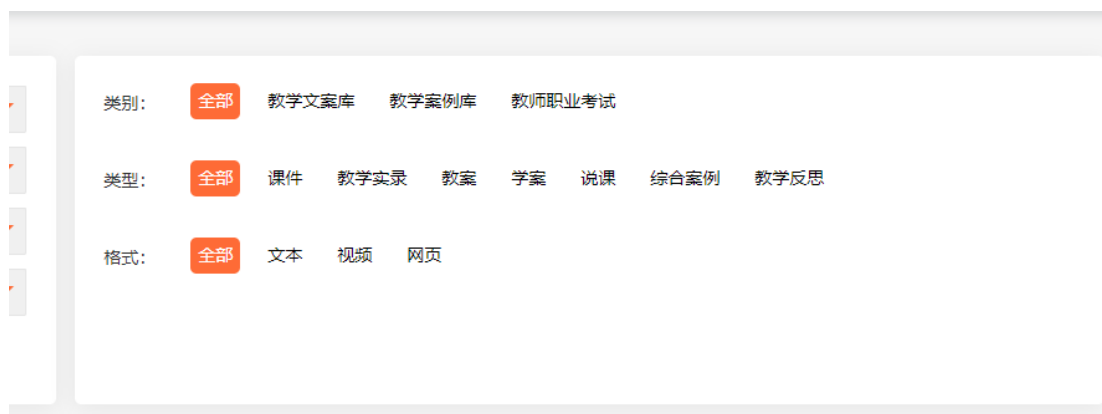 类别： 全部 教学文案库 教学案例库 教师职业考试
类型： 全部 课件 教学实录 教案 学案 说课 综合案例 教学反思
格式： 全部 文本 视频 网页